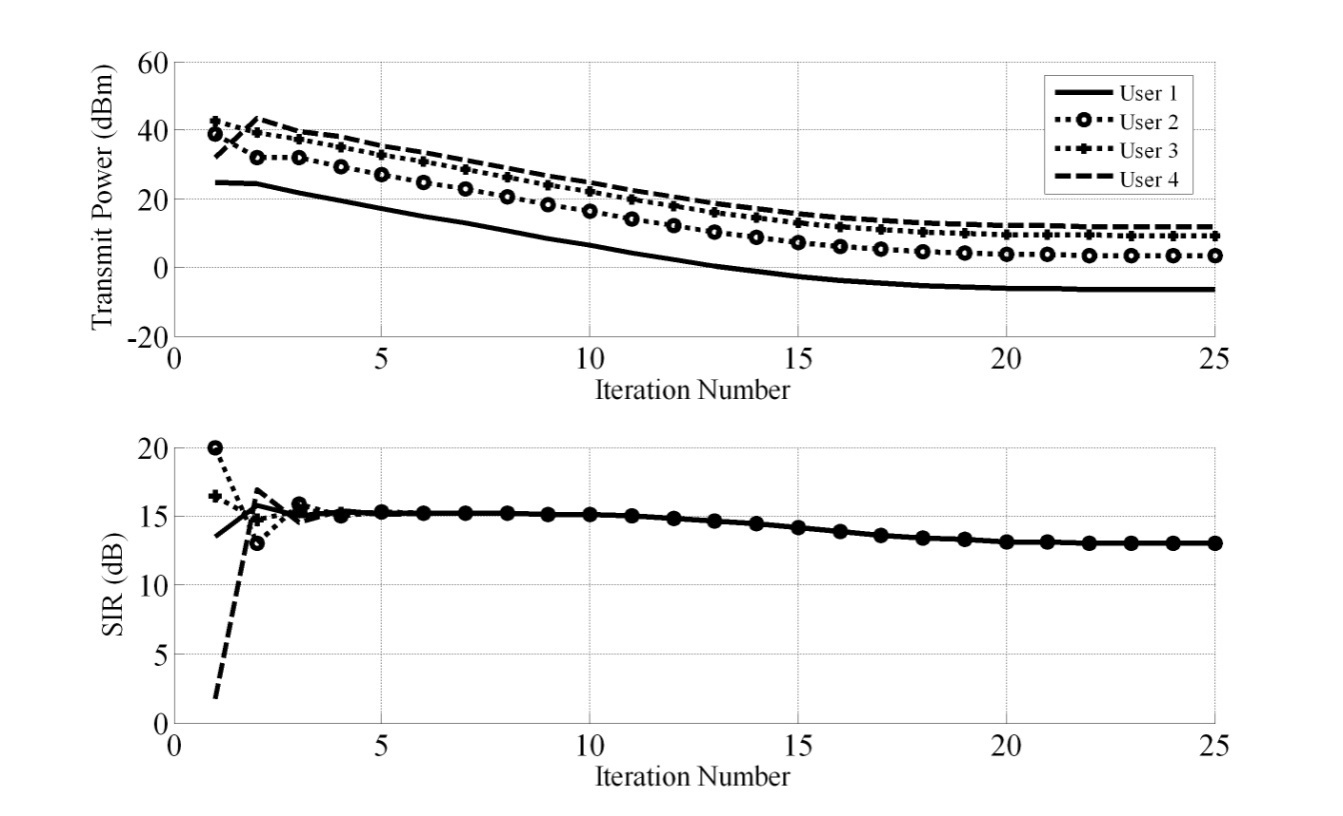 Transmit Power (dBm)
60
40
20
0
-20
0 5 10 15 20 25
Iteration Number
User 1
User 2
User 3
User 4
SIR (dB)
20
15
10
5
0
0 5 10 15 20 25
Iteration Number